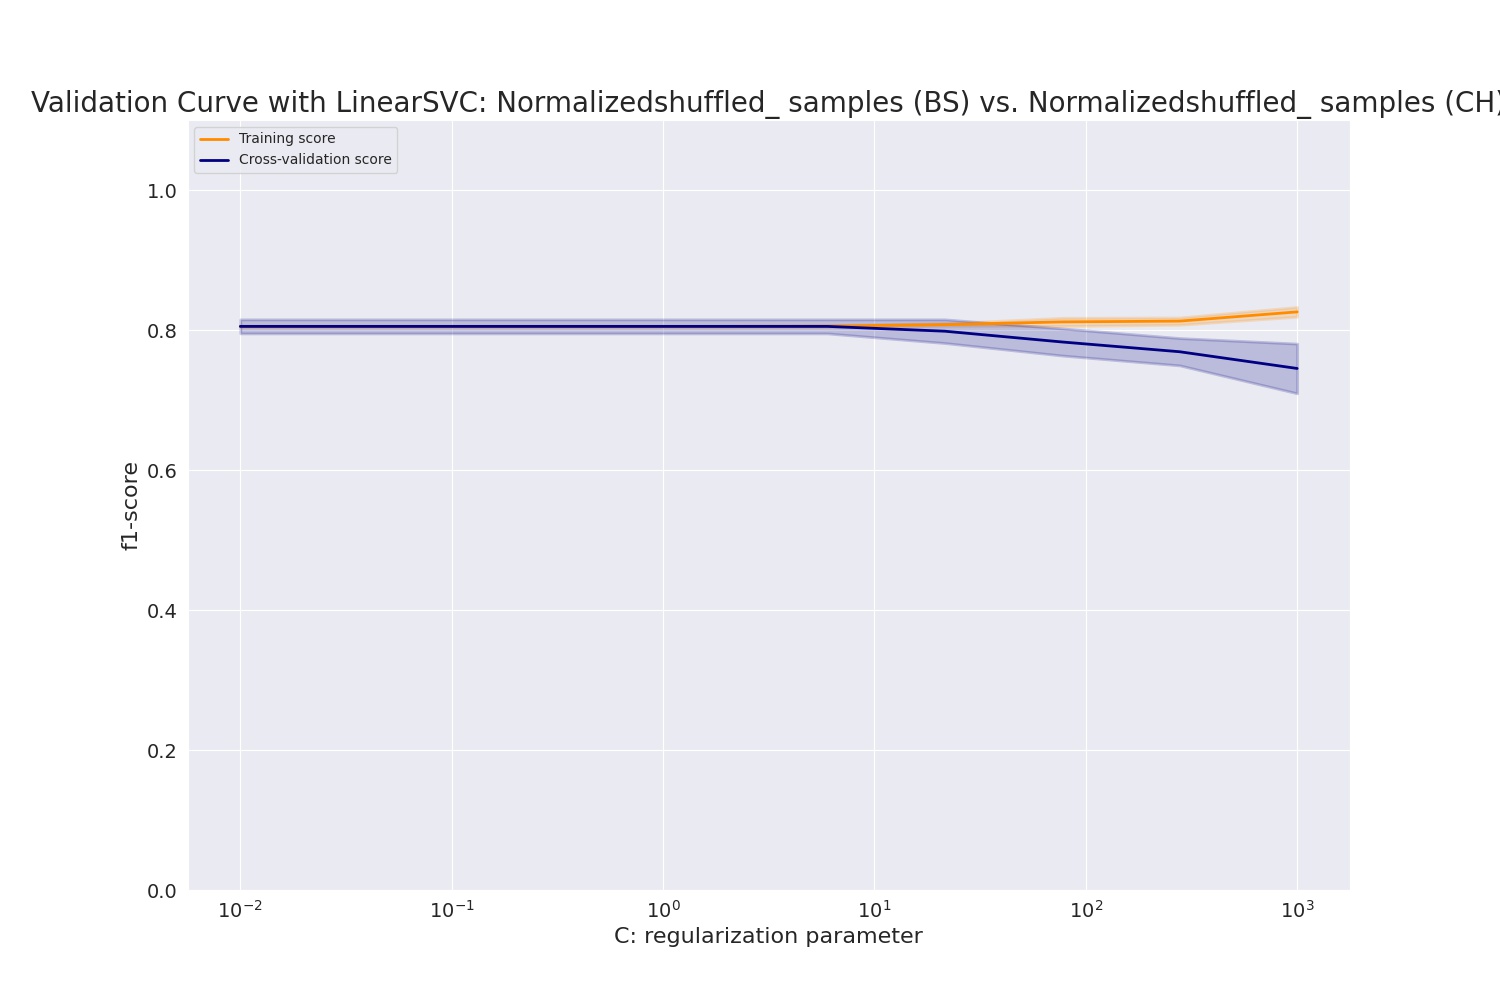 Validation Curve with LinearSVC: Normalizedshuffled_ samples (BS) vs. Normalizedshuffled_ samples (CH)
Training score
Cross-validation score
1.0
0.8
0.6
0.4
0.2
0.0
f1-score
10⁻² 10⁻¹ 10⁰ 10¹ 10² 10³
C: regularization parameter